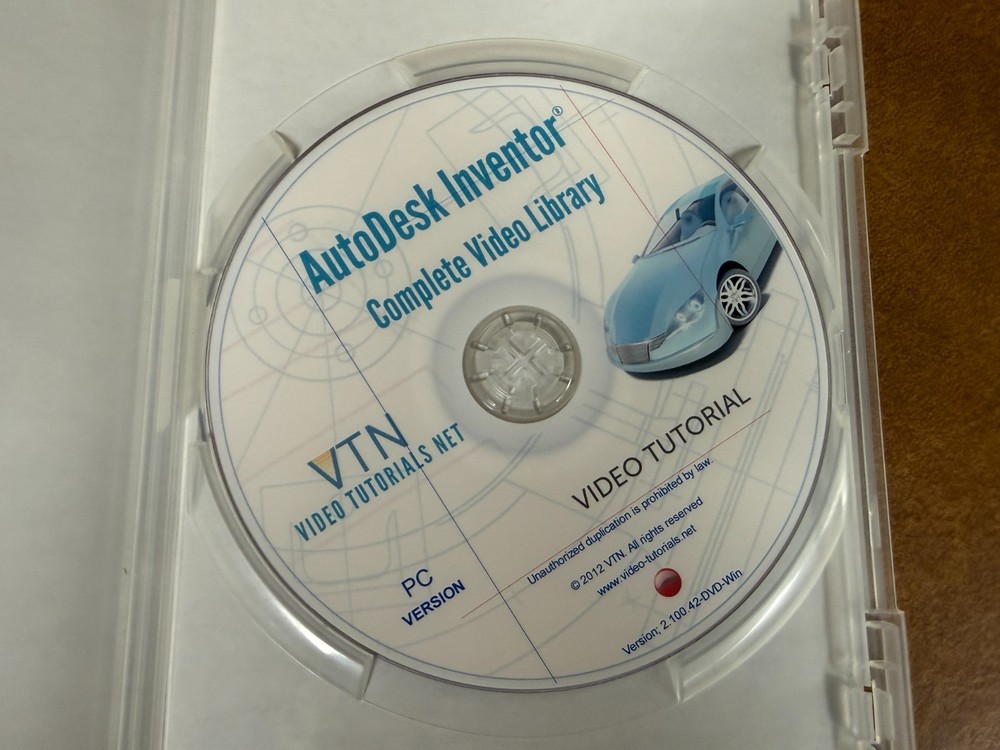 AutoDesk Inventor®
Complete Video Library
VTN
VIDEO TUTORIALS NET
PC
VERSION
VIDEO TUTORIAL
Unauthorized duplication is prohibited by law.
© 2012 VTN. All rights reserved
www.video-tutorials.net
Version; 2.100.42-DVD-Win